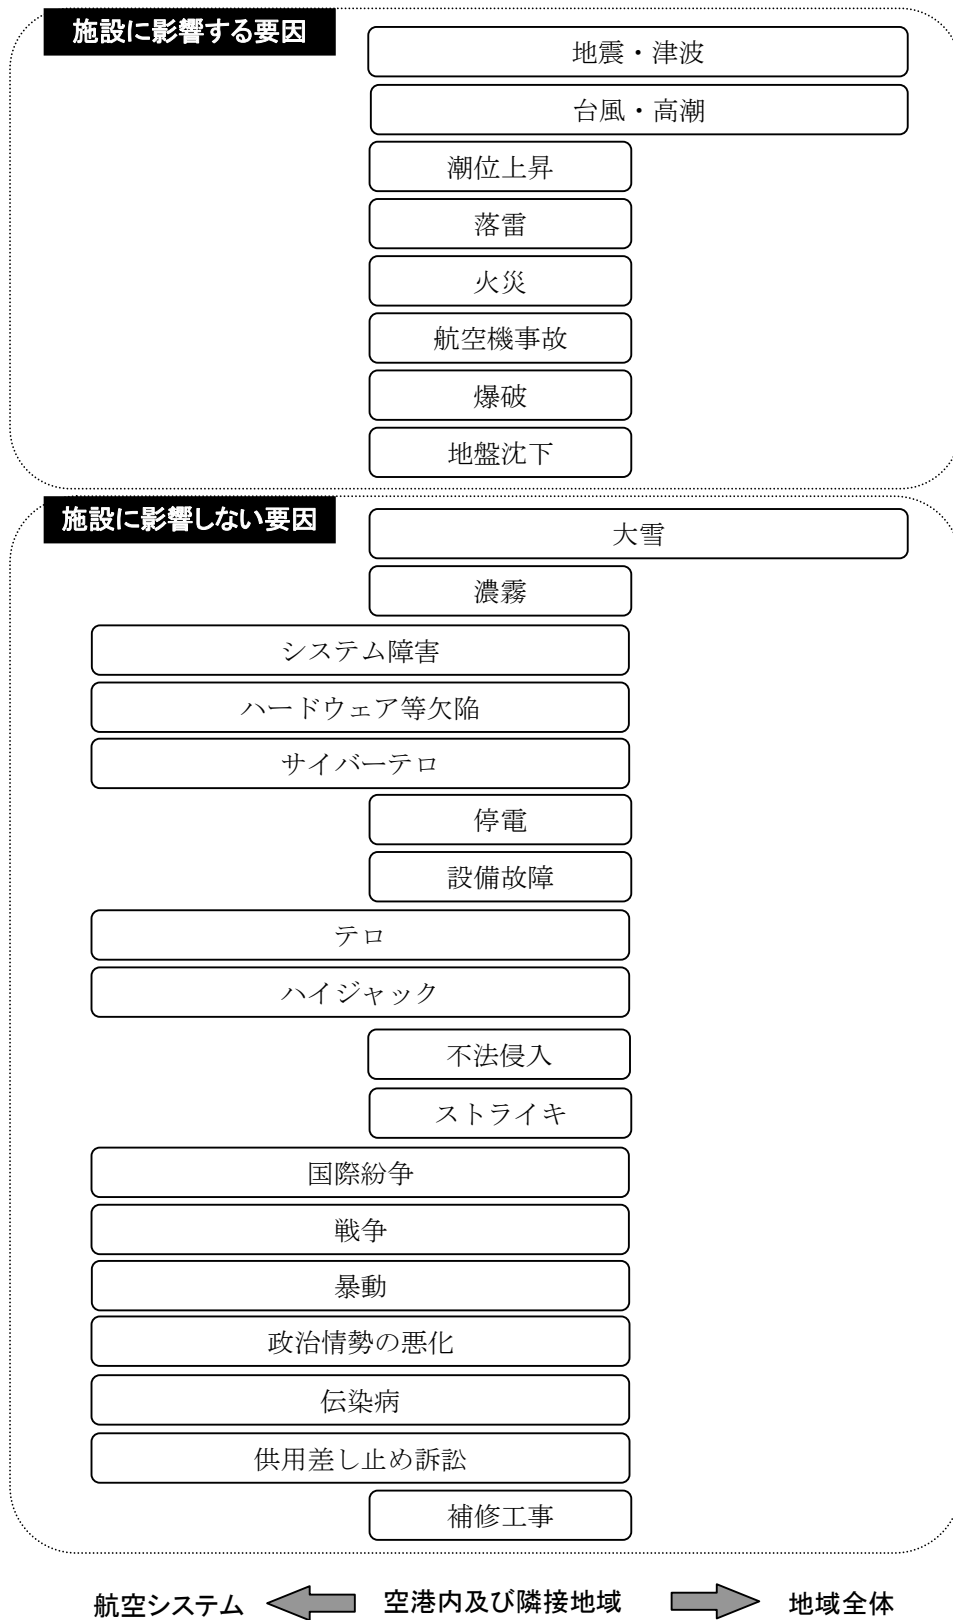 施設に影響する要因
地震・津波
台風・高潮
潮位上昇
落雷
火災
航空機事故
爆破
地盤沈下
施設に影響しない要因
大雪
濃霧
システム障害
ハードウェア等欠陥
サイバーテロ
停電
設備故障
テロ
ハイジャック
不法侵入
ストライキ
国際紛争
戦争
暴動
政治情勢の悪化
伝染病
供用差し止め訴訟
補修工事
航空システム 空港内及び隣接地域 地域全体